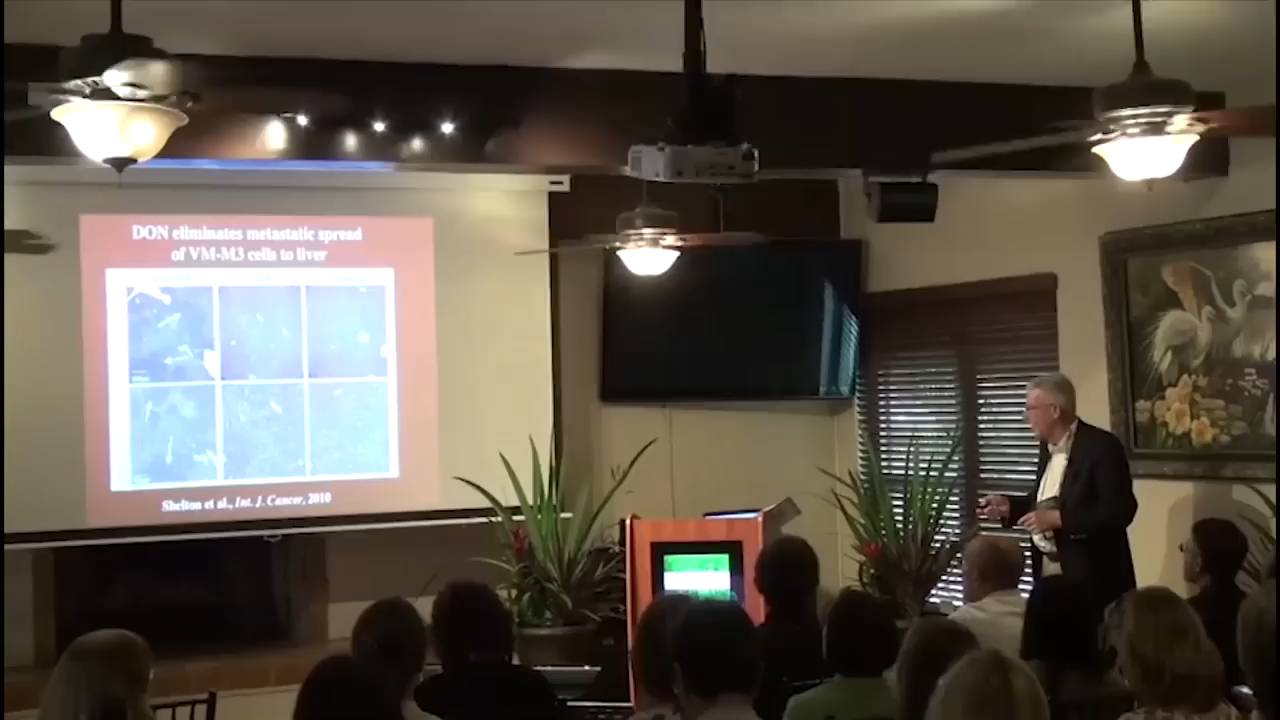 DON eliminates metastatic spread
of VM-M3 cells to liver
Shelton et al., Int. J. Cancer, 2010